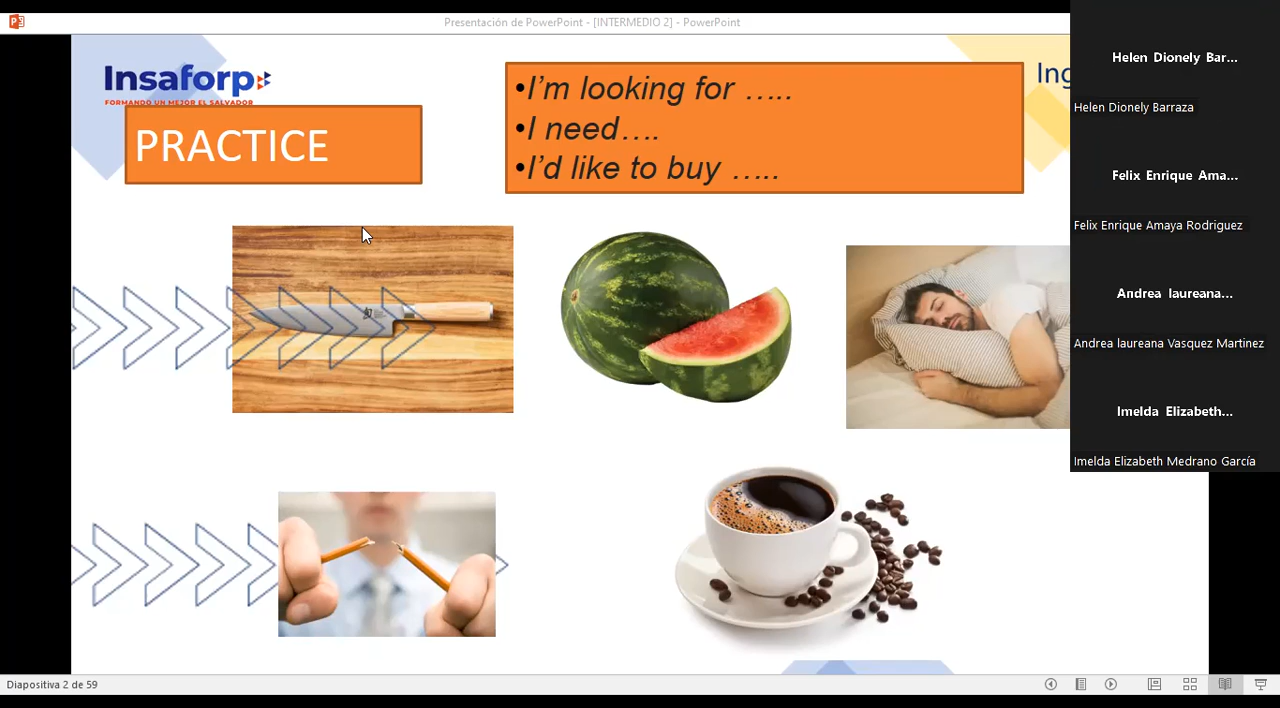 Presentación de PowerPoint - [INTERMEDIO 2] - PowerPoint
Insaforp
FORMANDO UN MEJOR EL SALVADOR
PRACTICE
•I’m looking for …..
•I need….
•I’d like to buy …..
Ing
Helen Dionely Bar...
Helen Dionely Barraza
Felix Enrique Ama...
Felix Enrique Amaya Rodriguez
Andrea laureana...
Andrea laureana Vasquez Martinez
Imelda Elizabeth...
Imelda Elizabeth Medrano García
Diapositiva 2 de 59